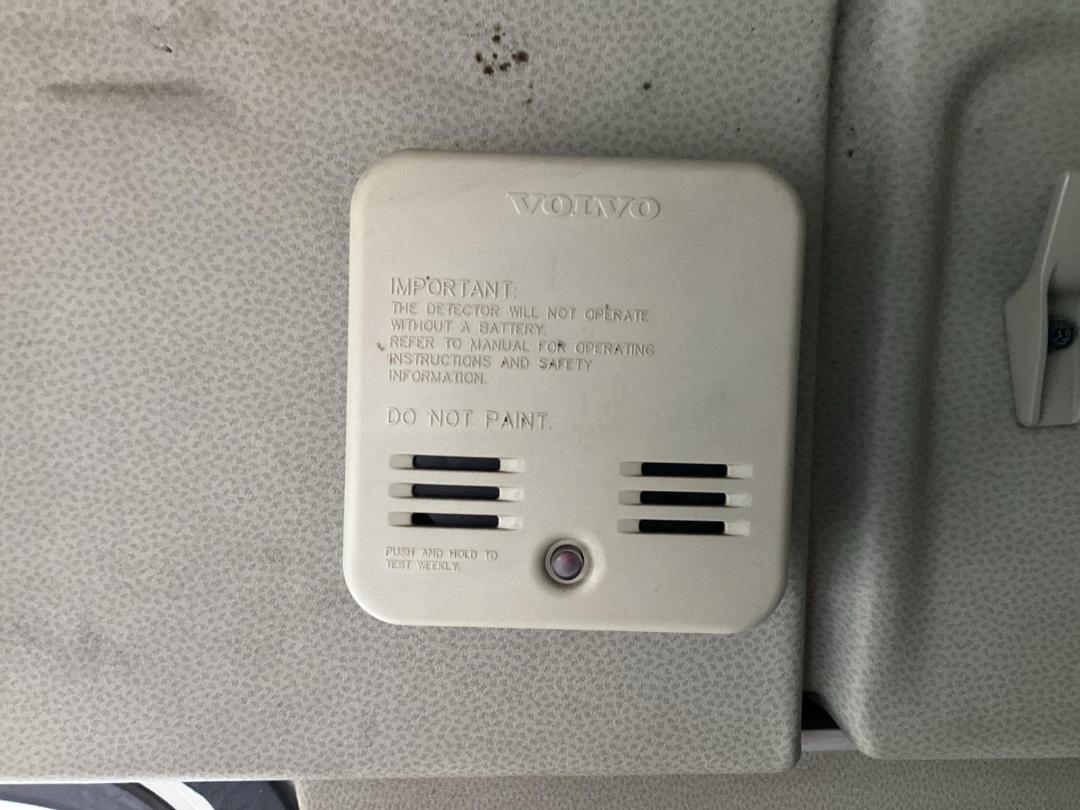 VOLVO
IMPORTANT:
THE DETECTOR WILL NOT OPERATE
WITHOUT A BATTERY.
REFER TO MANUAL FOR OPERATING
INSTRUCTIONS AND SAFETY
INFORMATION.
DO NOT PAINT.
PUSH AND HOLD TO
TEST WEEKLY.